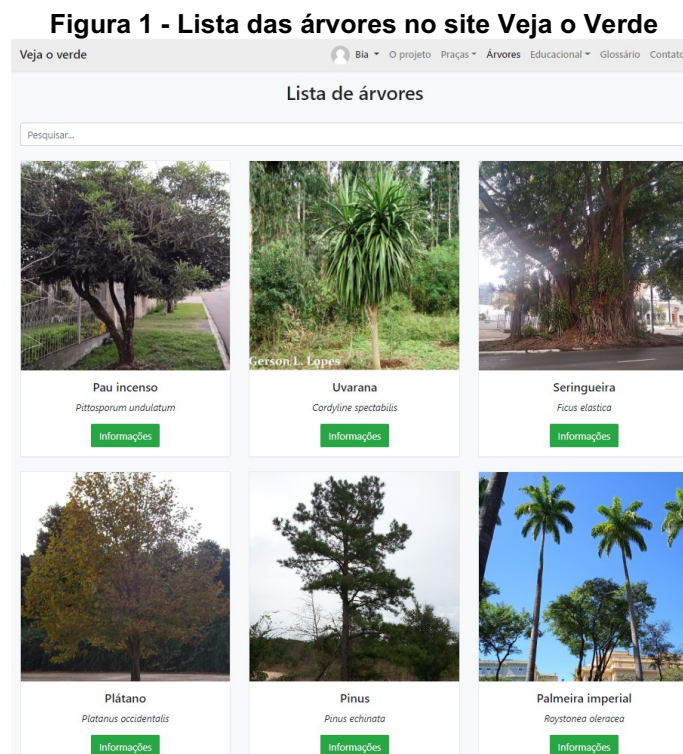 Figura 1 - Lista das árvores no site Veja o Verde
Veja o verde Bia O projeto Praças Árvores Educacional Glossário Contato
Lista de árvores
Pesquisar...
Gerson L. Lopes
Pau incenso Uvarana Seringueira
Pittosporum undulatum Cordyline spectabilis Ficus elastica
Informações Informações Informações
Plátano Pinus Palmeira imperial
Platanus occidentalis Pinus echinata Roystonea oleracea
Informações Informações Informações